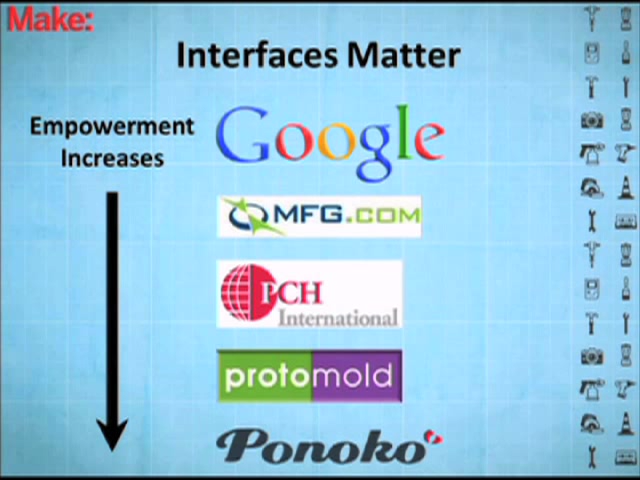 Make:
Interfaces Matter
Empowerment
Increases
Google
MFG.COM
PCH
International
protomold
Ponoko